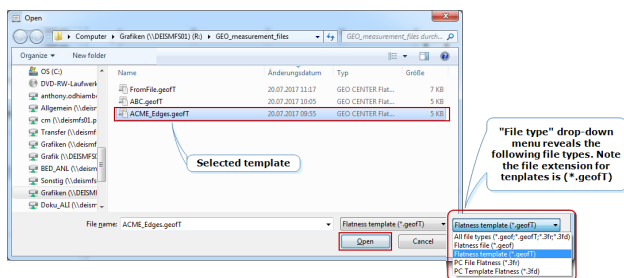 Open
Computer ▸ Grafiken (\\DEISMFS01) (R:) ▸ GEO_measurement_files
GEO_measurement_files durch...
Organize
New folder
Name
Änderungsdatum
Typ
Größe
OS (C:)
DVD-RW-Laufwerk
anthony.odhiambo
Allgemein (\\deisr
cm (\\deismfs01.p
Transfer (\\deismf
Grafiken (\\deismf
Grafik (\\DEISMFS0
BED_ANL (\\deism
Sonstig (\\deismfs
Grafiken (\\DEISMF
Doku_ALI (\\deism
FromFile.geofT
20.07.2017 11:17
GEO CENTER Flat...
7 KB
ABC.geofT
20.07.2017 10:05
GEO CENTER Flat...
5 KB
ACME_Edges.geofT
20.07.2017 09:55
GEO CENTER Flat...
5 KB
Selected template
"File type" drop-down
menu reveals the
following file types. Note
the file extension for
tenplates is (*.geofT)
File name:
ACME_Edges.geofT
Flatness template (*.geofT)
Open
Cancel
Flatness template (*.geofT)
All file types (*.geof;*.geofT;*.3fr;*.3fd)
Flatness file (*.geof)
Flatness template (*.geofT)
PC File Flatness (*.3fr)
PC Template Flatness (*.3fd)